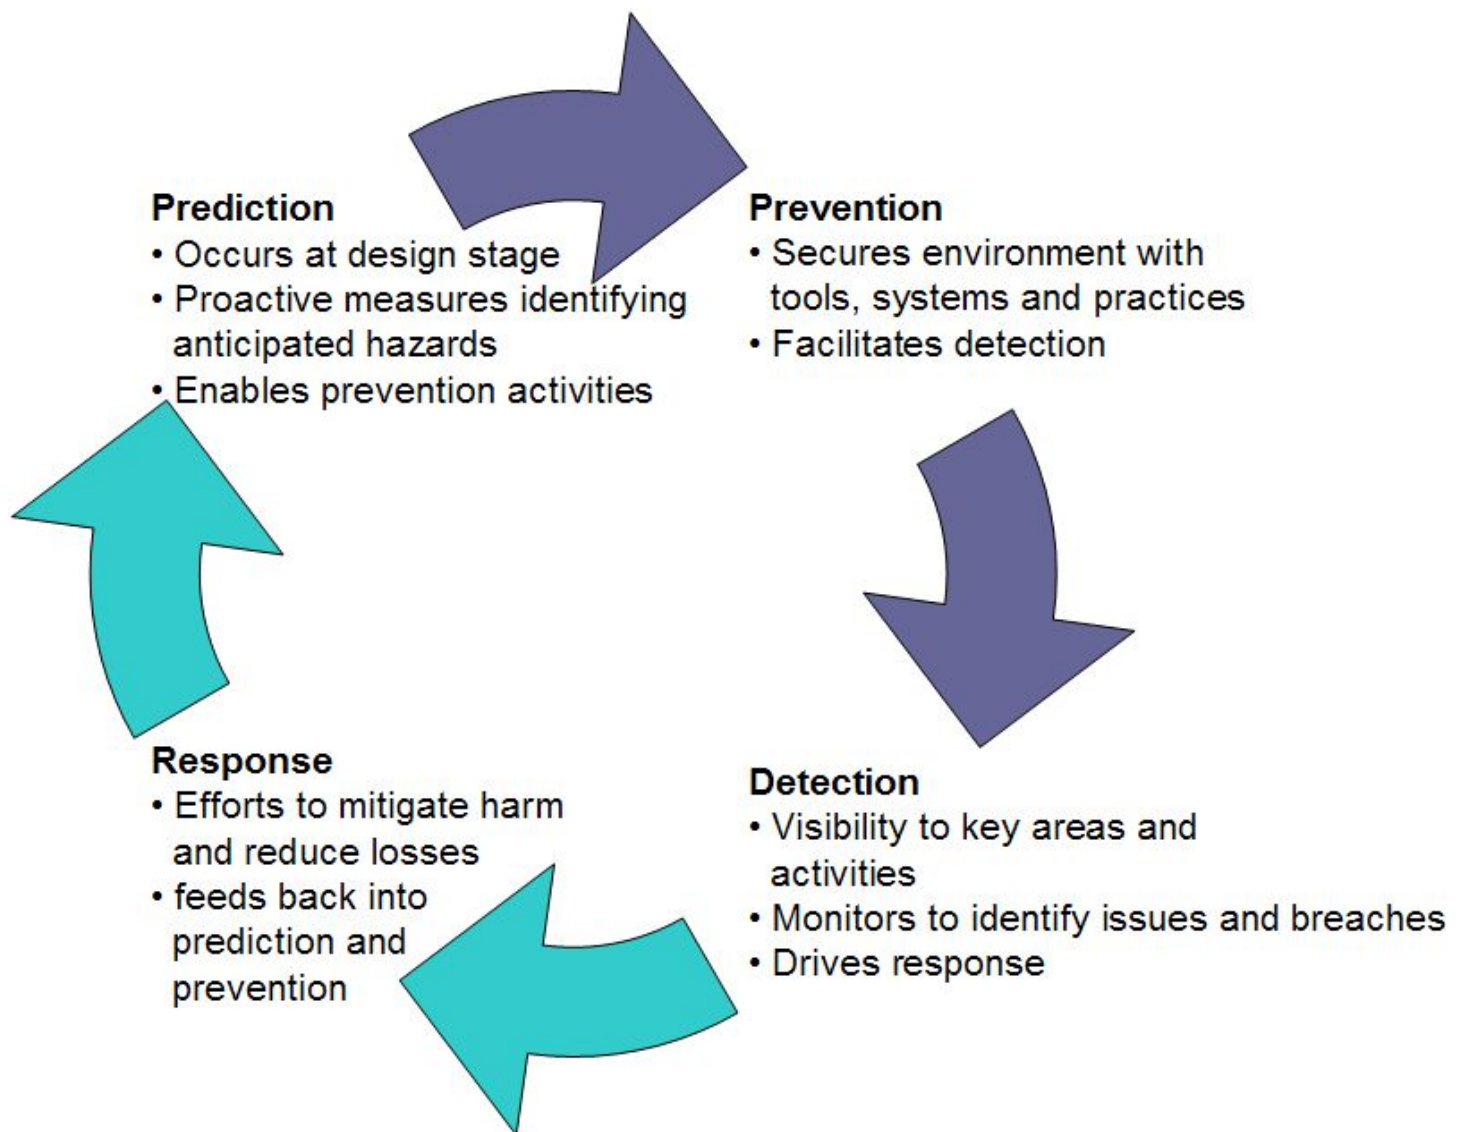 Prediction
• Occurs at design stage
• Proactive measures identifying
anticipated hazards
• Enables prevention activities
Prevention
• Secures environment with
tools, systems and practices
• Facilitates detection
Response
• Efforts to mitigate harm
and reduce losses
• feeds back into
prediction and
prevention
Detection
• Visibility to key areas and
activities
• Monitors to identify issues and breaches
• Drives response